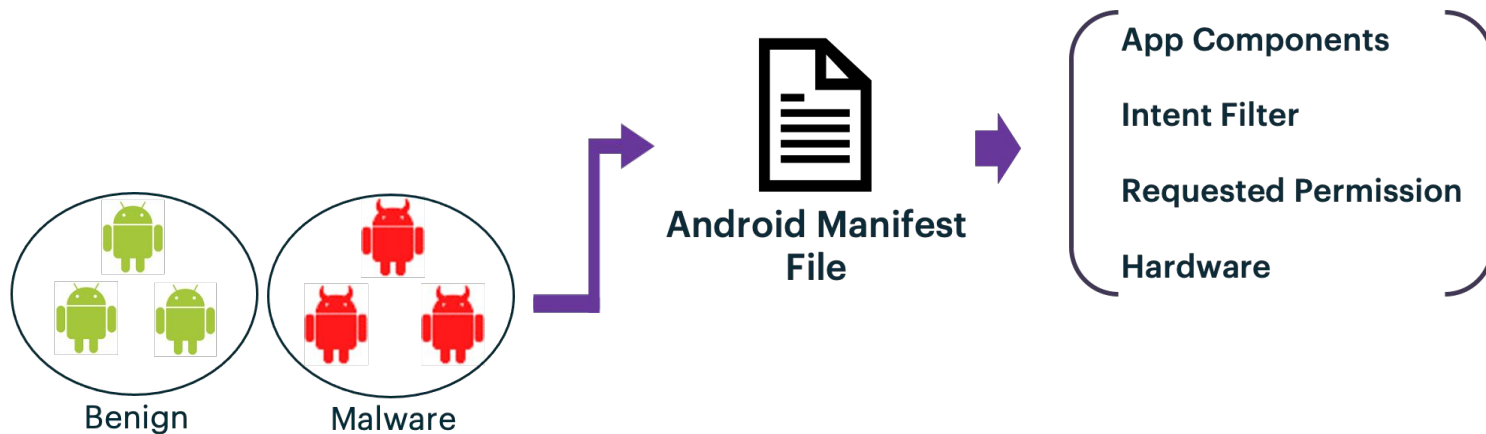 App Components
Intent Filter
Requested Permission
Hardware
Android Manifest
File
Benign
Malware